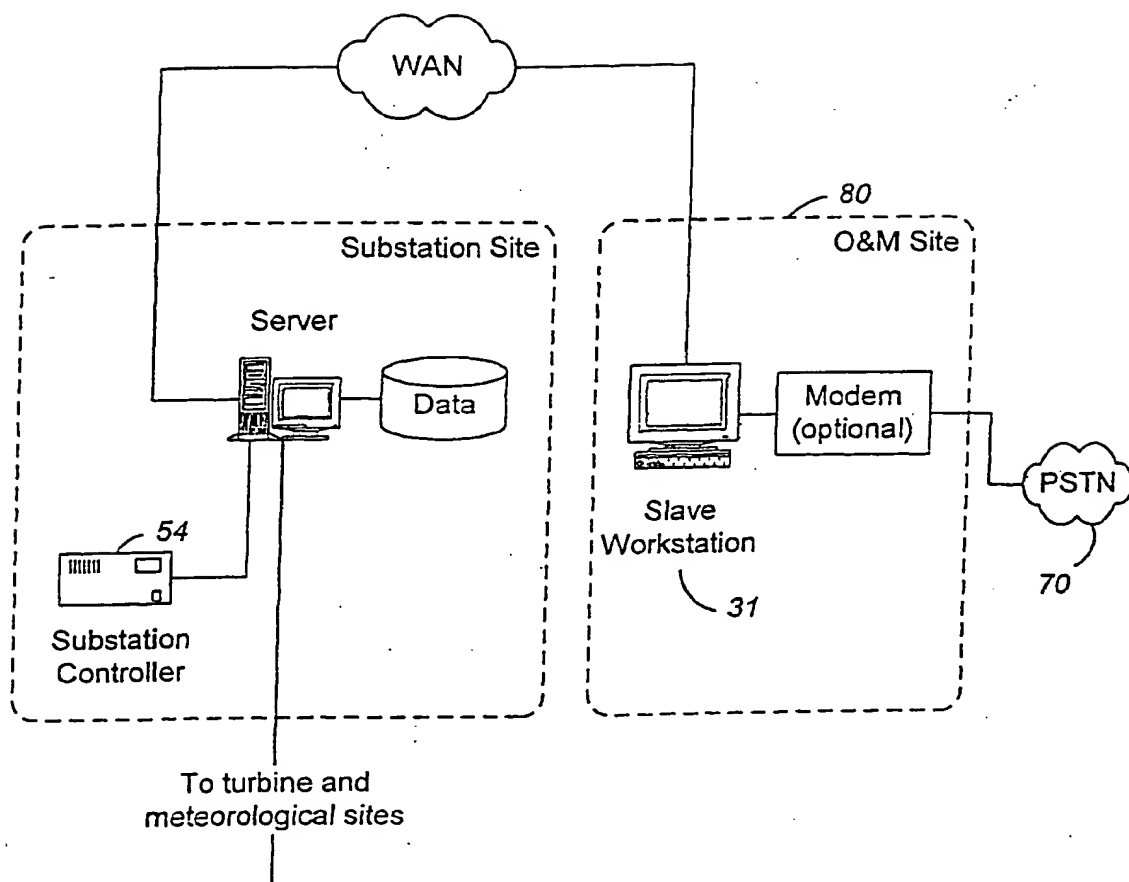 WAN
80
Substation Site
O&M Site
Server
Data
Modem
(optional)
PSTN
Slave
Workstation
54
31
70
Substation
Controller
To turbine and
meteorological sites